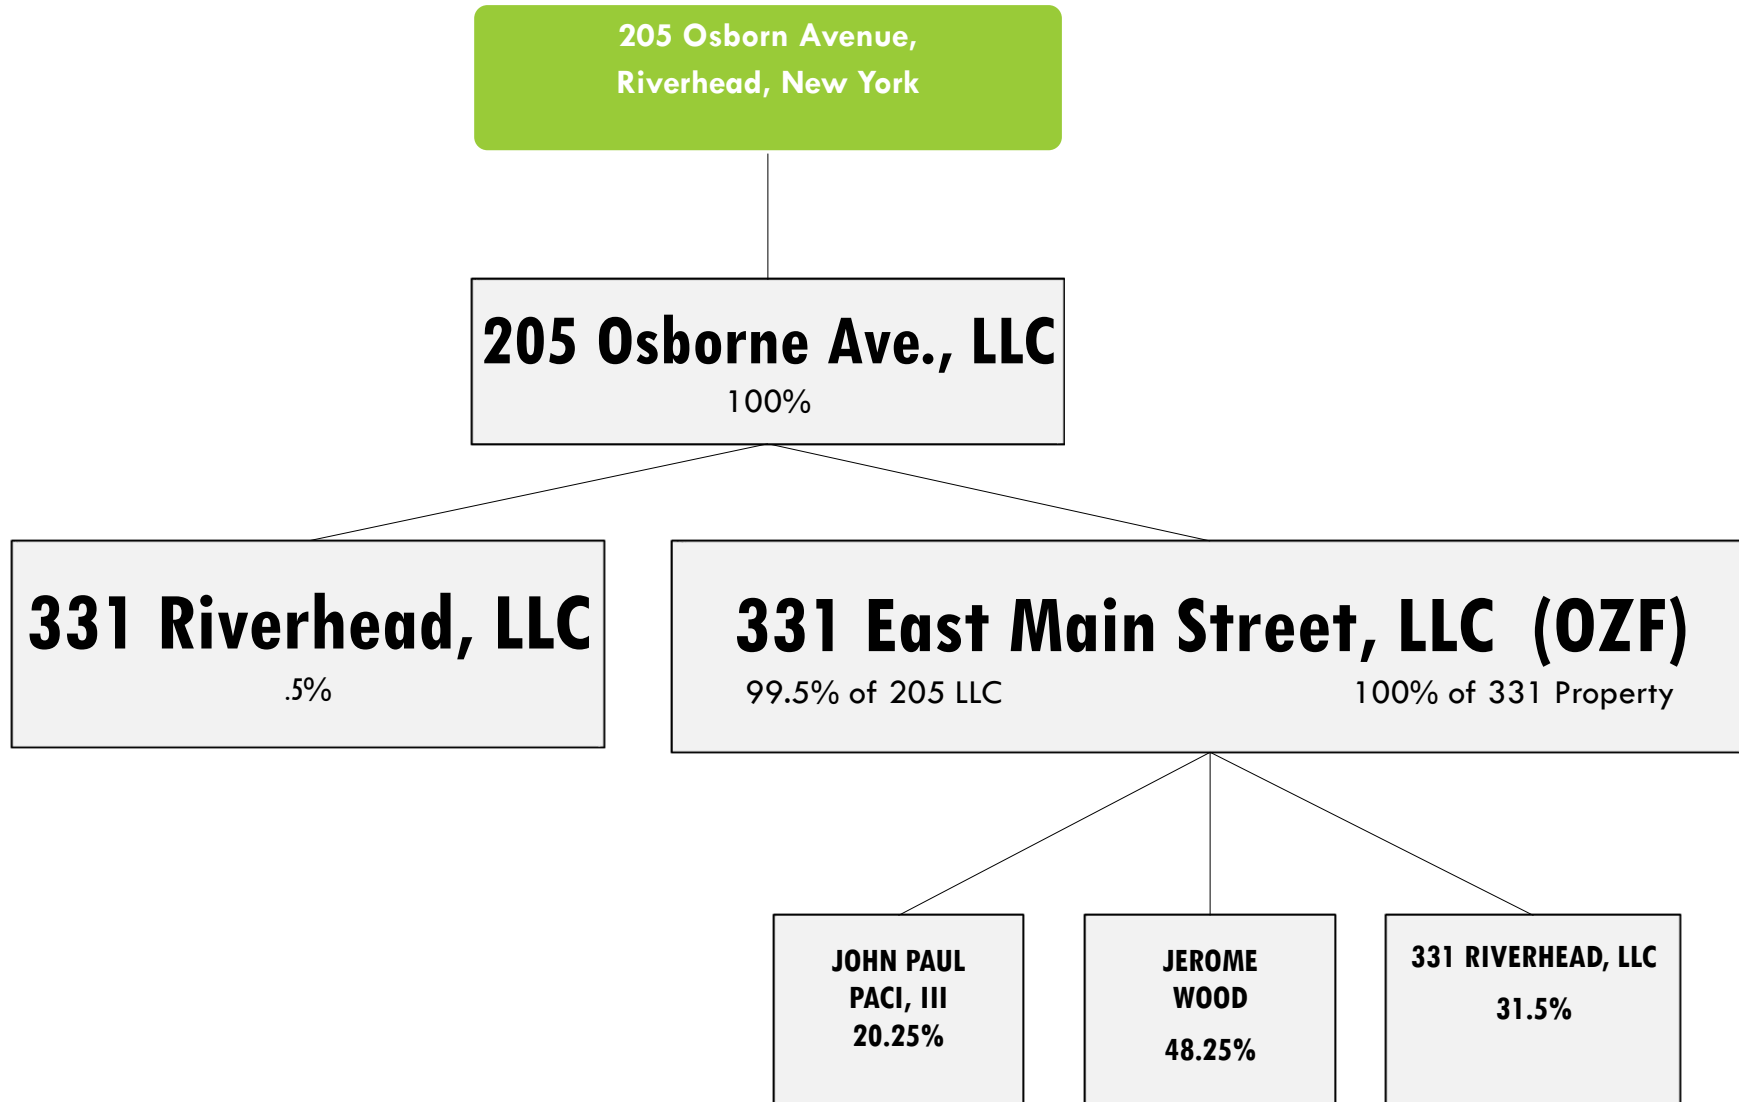 205 Osborn Avenue,
Riverhead, New York
205 Osborne Ave., LLC
100%
331 Riverhead, LLC
.5%
331 East Main Street, LLC (OZF)
99.5% of 205 LLC 100% of 331 Property
JOHN PAUL
PACI, III
20.25%
JEROME
WOOD
48.25%
331 RIVERHEAD, LLC
31.5%